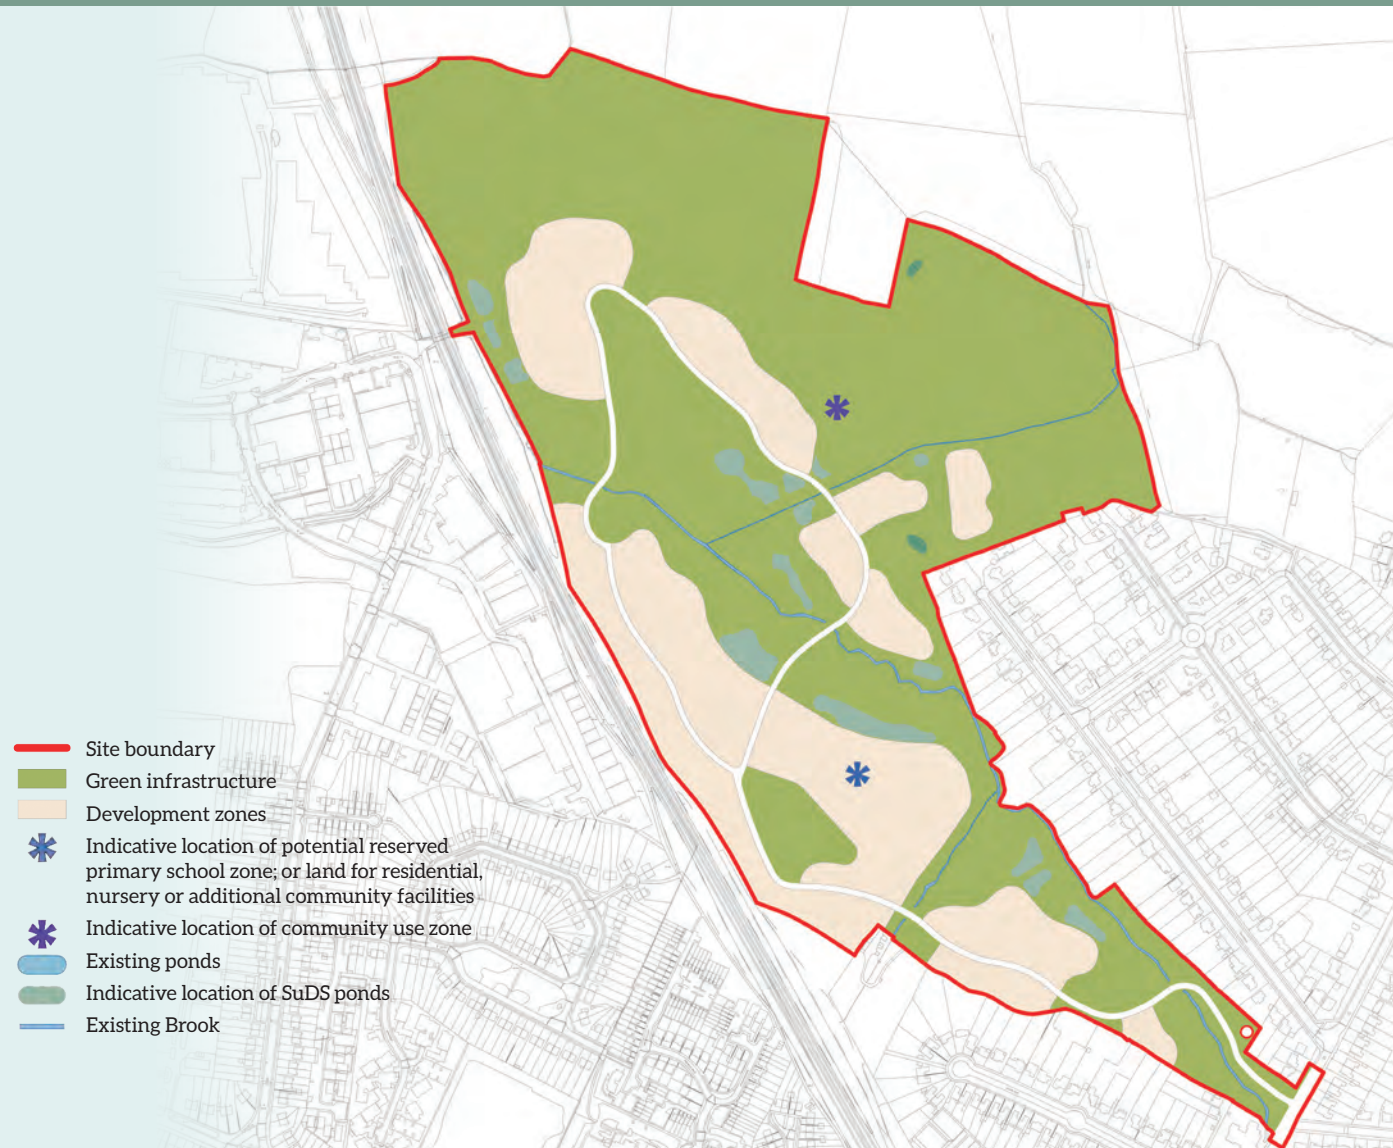 Site boundary
Green infrastructure
Development zones
Indicative location of potential reserved
primary school zone; or land for residential,
nursery or additional community facilities
Indicative location of community use zone
Existing ponds
Indicative location of SuDS ponds
Existing Brook